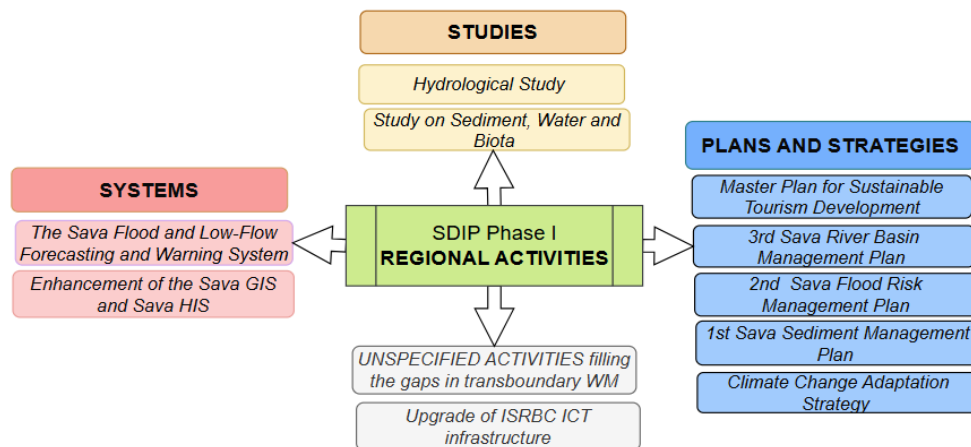 STUDIES
Hydrological Study
Study on Sediment, Water and
Biota
SYSTEMS
The Sava Flood and Low-Flow
Forecasting and Warning System
Enhancement of the Sava GIS
and Sava HIS
SDIP Phase I
REGIONAL ACTIVITIES
PLANS AND STRATEGIES
Master Plan for Sustainable
Tourism Development
3rd Sava River Basin
Management Plan
2nd Sava Flood Risk
Management Plan
1st Sava Sediment Management
Plan
Climate Change Adaptation
Strategy
UNSPECIFIED ACTIVITIES filling
the gaps in transboundary WM
Upgrade of ISRBC ICT
infrastructure